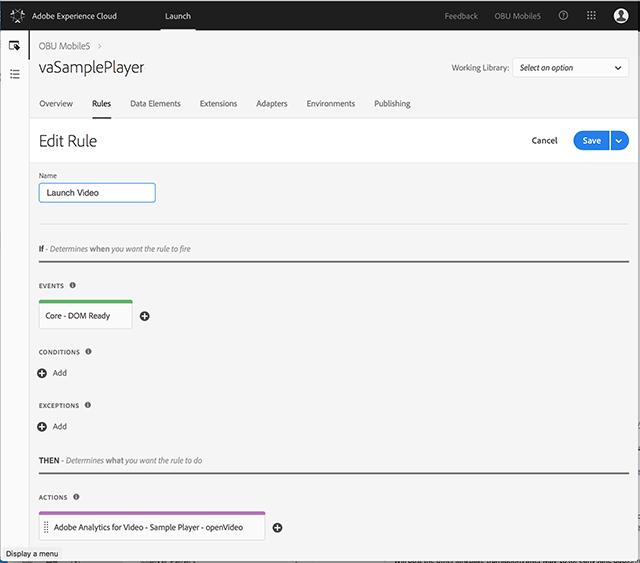 Adobe Experience Cloud Launch Feedback OBU Mobile5
OBU Mobile5 >
vaSamplePlayer
Working Library: Select an option
Overview Rules Data Elements Extensions Adapters Environments Publishing
Edit Rule
Cancel Save
Name
Launch Video
If - Determines when you want the rule to fire
EVENTS
Core - DOM Ready
CONDITIONS
Add
EXCEPTIONS
Add
THEN - Determines what you want the rule to do
ACTIONS
Adobe Analytics for Video - Sample Player - openVideo
Display a menu